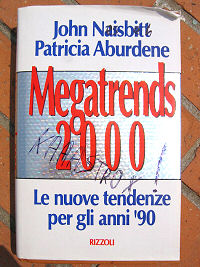 John Naisbitt
Patricia Aburdene
Megatrends
2000
Le nuove tendenze
per gli anni '90
RIZZOLI